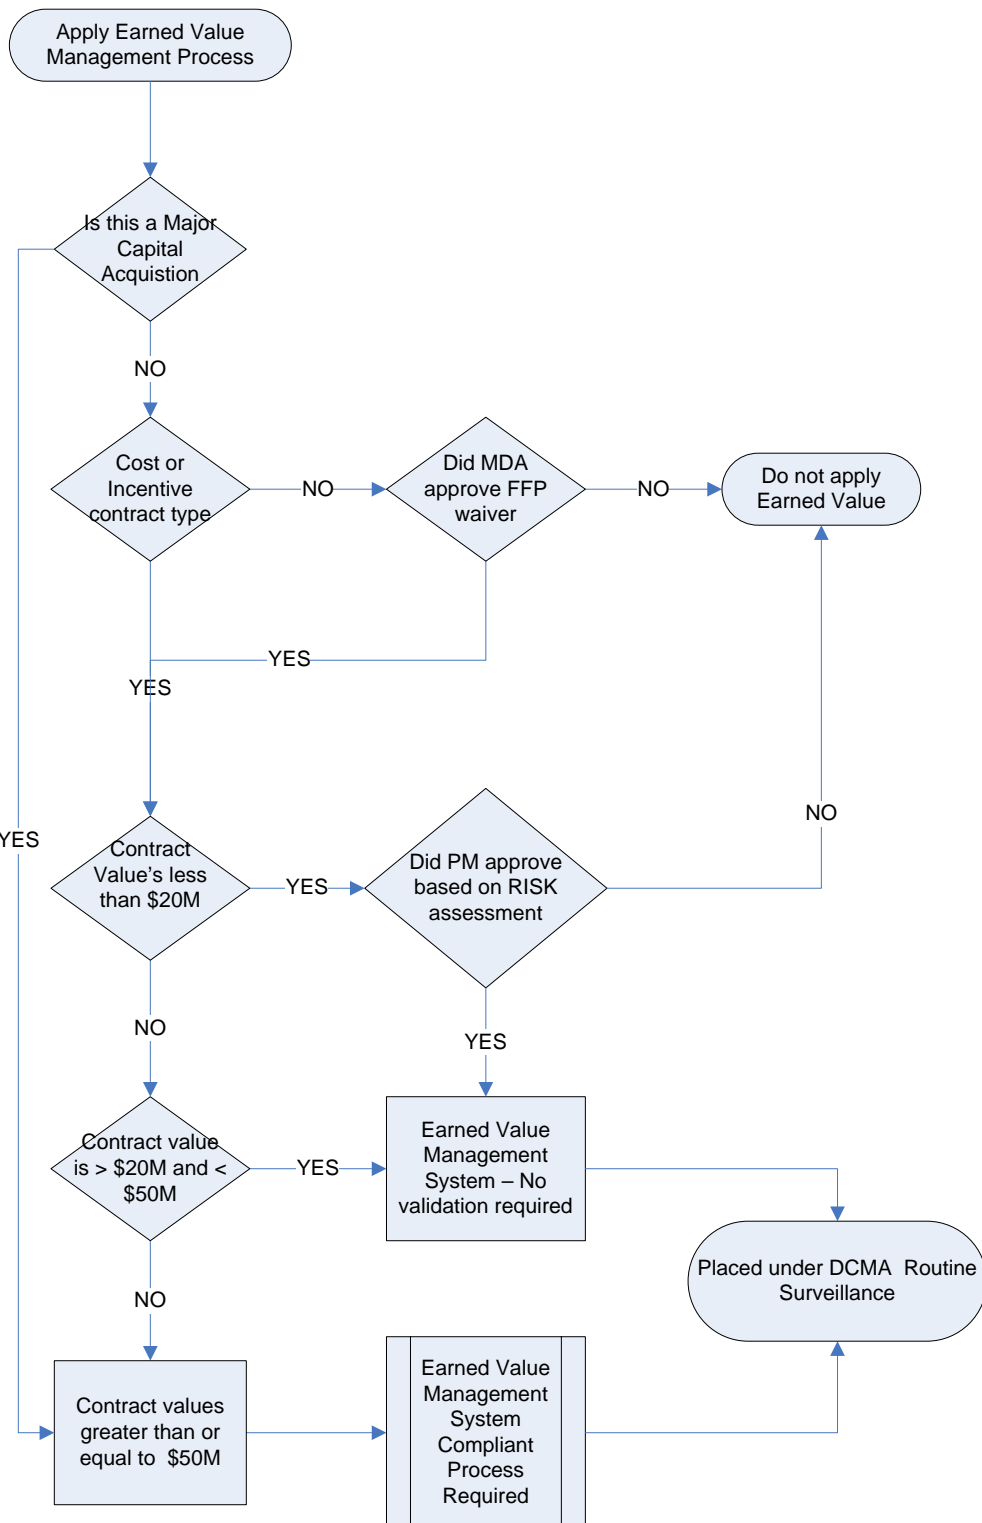 Apply Earned Value
Management Process
Is this a Major
Capital
Acquistion
NO
Cost or
Incentive
contract type
NO
Did MDA
approve FFP
waiver
NO
Do not apply
Earned Value
YES
YES
YES
Contract
Value's less
than $20M
YES
Did PM approve
based on RISK
assessment
NO
NO
YES
Contract value
is > $20M and <
$50M
YES
Earned Value
Management
System – No
validation required
Placed under DCMA Routine
Surveillance
NO
Contract values
greater than or
equal to $50M
Earned Value
Management
System
Compliant
Process
Required